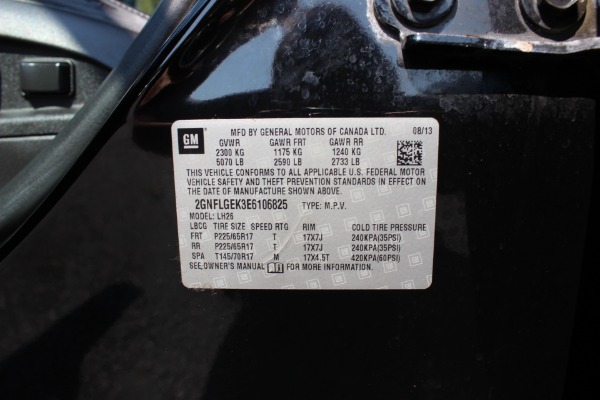 GM MFD BY GENERAL MOTORS OF CANADA LTD. 08/13
GVWR GAWR FRT GAWR RR
2300 KG 1175 KG 1240 KG
5070 LB 2590 LB 2733 LB
THIS VEHICLE CONFORMS TO ALL APPLICABLE U.S. FEDERAL MOTOR
VEHICLE SAFETY AND THEFT PREVENTION STANDARDS IN EFFECT ON
THE DATE OF MANUFACTURE SHOWN ABOVE.
2GNFLGEK3E6106825 TYPE: M.P.V.
MODEL: LH26
LBCG TIRE SIZE SPEED RTG RIM COLD TIRE PRESSURE
FRT P225/65R17 T 17X7J 240KPA(35PSI)
RR P225/65R17 T 17X7J 240KPA(35PSI)
SPA T145/70R17 M 17X4.5T 420KPA(60PSI)
SEE OWNER'S MANUAL FOR MORE INFORMATION.